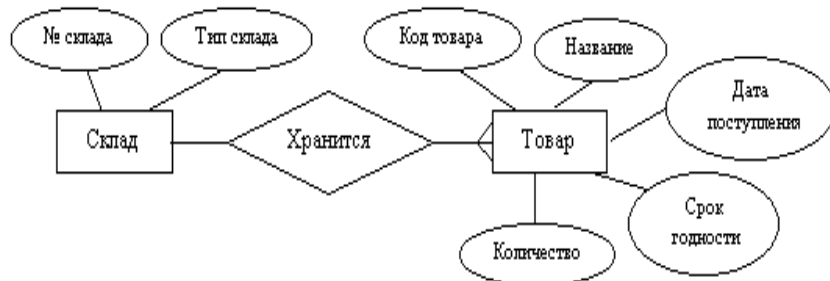 № склада
Тип склада
Код товара
Название
Дата
поступления
Склад
Хранится
Товар
Срок
годности
Количество